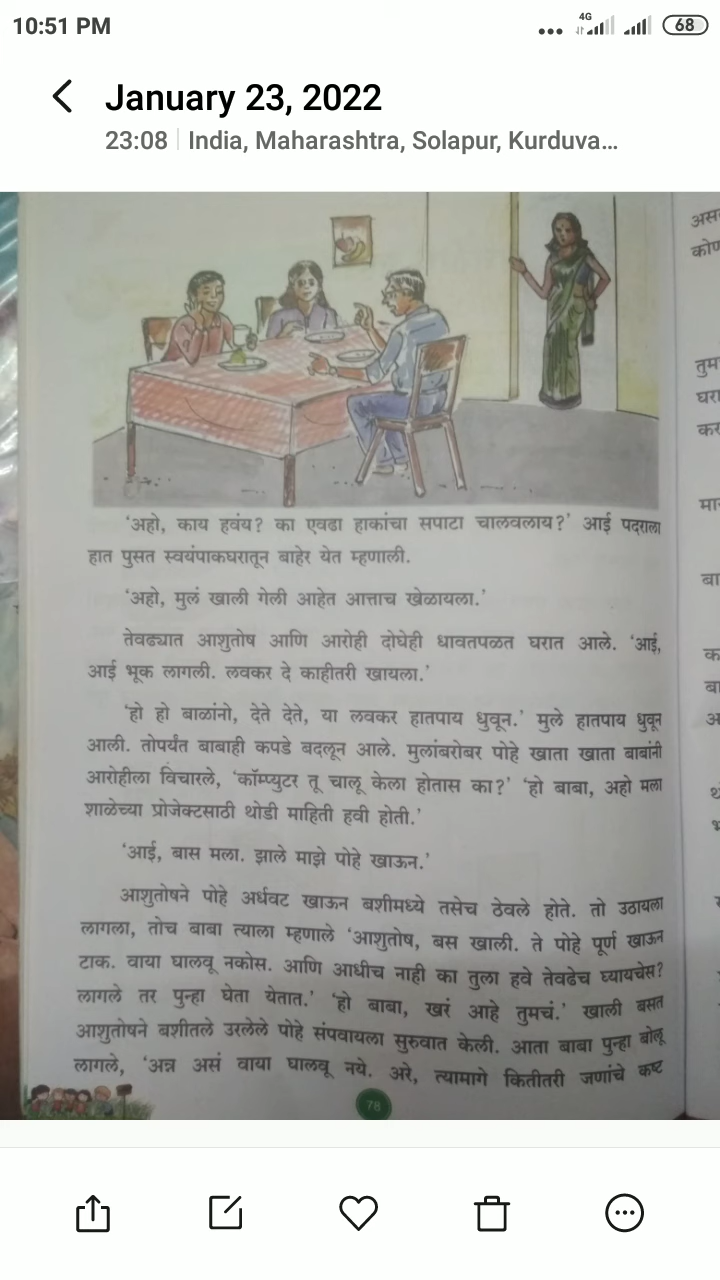 10:51 PM
4G
68
January 23, 2022
23:08 India, Maharashtra, Solapur, Kurduva...
'अहो, काय हवंय? का एवढा हाकांचा सपाटा चालवलाय?' आई पदराला
हात पुसत स्वयंपाकघरातून बाहेर येत म्हणाली.
'अहो, मुलं खाली गेली आहेत आत्ताच खेळायला.'
तेवढ्यात आशुतोष आणि आरोही दोघेही धावतपळत घरात आले. 'आई,
आई भूक लागली. लवकर दे काहीतरी खायला.'
'हो हो बाळांनो, देते देते, या लवकर हातपाय धुवून.' मुले हातपाय धुवून
आली. तोपर्यंत बाबाही कपडे बदलून आले. मुलांबरोबर पोहे खाता खाता बाबांनी
आरोहीला विचारले, 'कॉम्प्युटर तू चालू केला होतास का?' 'हो बाबा, अहो मला
शाळेच्या प्रोजेक्टसाठी थोडी माहिती हवी होती.'
'आई, बास मला. झाले माझे पोहे खाऊन.'
आशुतोषने पोहे अर्धवट खाऊन बशीमध्ये तसेच ठेवले होते. तो उठायला
लागला, तोच बाबा त्याला म्हणाले 'आशुतोष, बस खाली. ते पोहे पूर्ण खाऊन
टाक. वाया घालवू नकोस. आणि आधीच नाही का तुला हवे तेवढेच घ्यायचेस?
लागले तर पुन्हा घेता येतात.' 'हो बाबा, खरं आहे तुमचं.' खाली बसत
आशुतोषने बशीतले उरलेले पोहे संपवायला सुरुवात केली. आता बाबा पुन्हा बोलू
लागले, 'अन्न असं वाया घालवू नये. अरे, त्यामागे कितीतरी जणांचे कष्ट
78